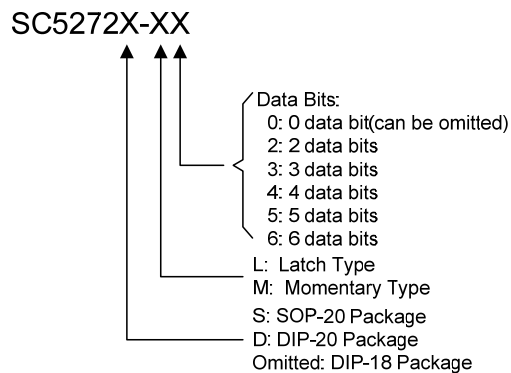 SC5272X-XX
Data Bits:
0: 0 data bit(can be omitted)
2: 2 data bits
3: 3 data bits
4: 4 data bits
5: 5 data bits
6: 6 data bits
L: Latch Type
M: Momentary Type
S: SOP-20 Package
D: DIP-20 Package
Omitted: DIP-18 Package